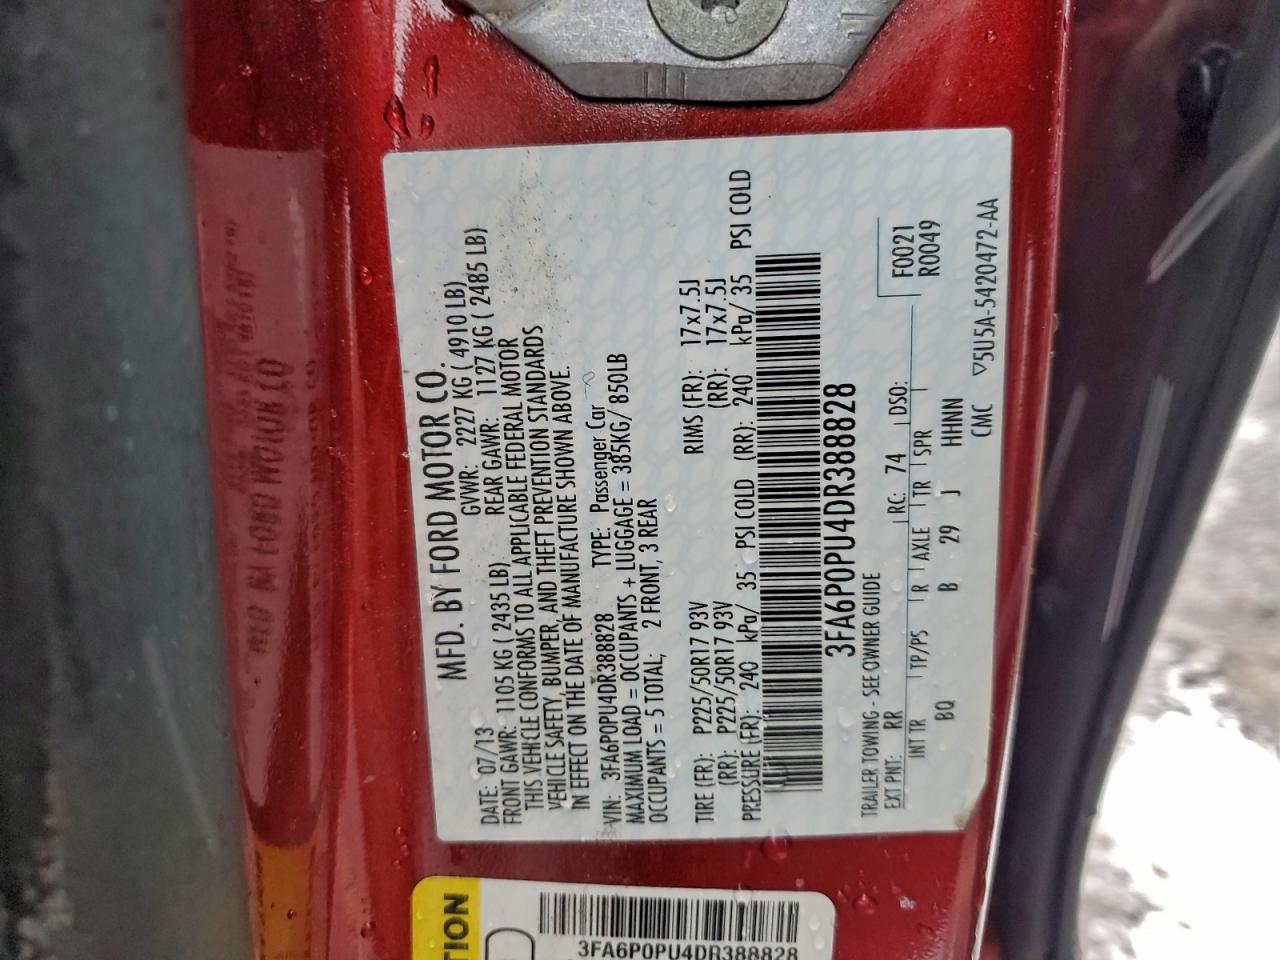 MFD. BY FORD MOTOR CO.
DATE: 07/13 GVWR: 2227 KG ( 4910 LB)
FRONT GAWR: 1105 KG ( 2435 LB) REAR GAWR: 1127 KG ( 2485 LB)
THIS VEHICLE CONFORMS TO ALL APPLICABLE FEDERAL MOTOR
VEHICLE SAFETY, BUMPER, AND THEFT PREVENTION STANDARDS
IN EFFECT ON THE DATE OF MANUFACTURE SHOWN ABOVE.
VIN: 3FA6P0PU4DR388828 TYPE: Passenger Car
MAXIMUM LOAD = OCCUPANTS + LUGGAGE = 385KG/ 850LB
OCCUPANTS = 5 TOTAL; 2 FRONT, 3 REAR
TIRE (FR): P225/50R17 93V RIMS (FR): 17x7.5J
(RR): P225/50R17 93V (RR): 17x7.5J
PRESSURE (FR): 240 kPa/ 35 PSI COLD (RR): 240 kPa/ 35 PSI COLD
3FA6P0PU4DR388828
TRAILER TOWING - SEE OWNER GUIDE
EXT PNT: RR RC: 74 DSO: F0021
R0049
INT TR TP/PS R AXLE TR SPR
BQ B 29 J HHNN
CMC ▽5U5A-5420472-AA
TION
3FA6P0PU4DR388828